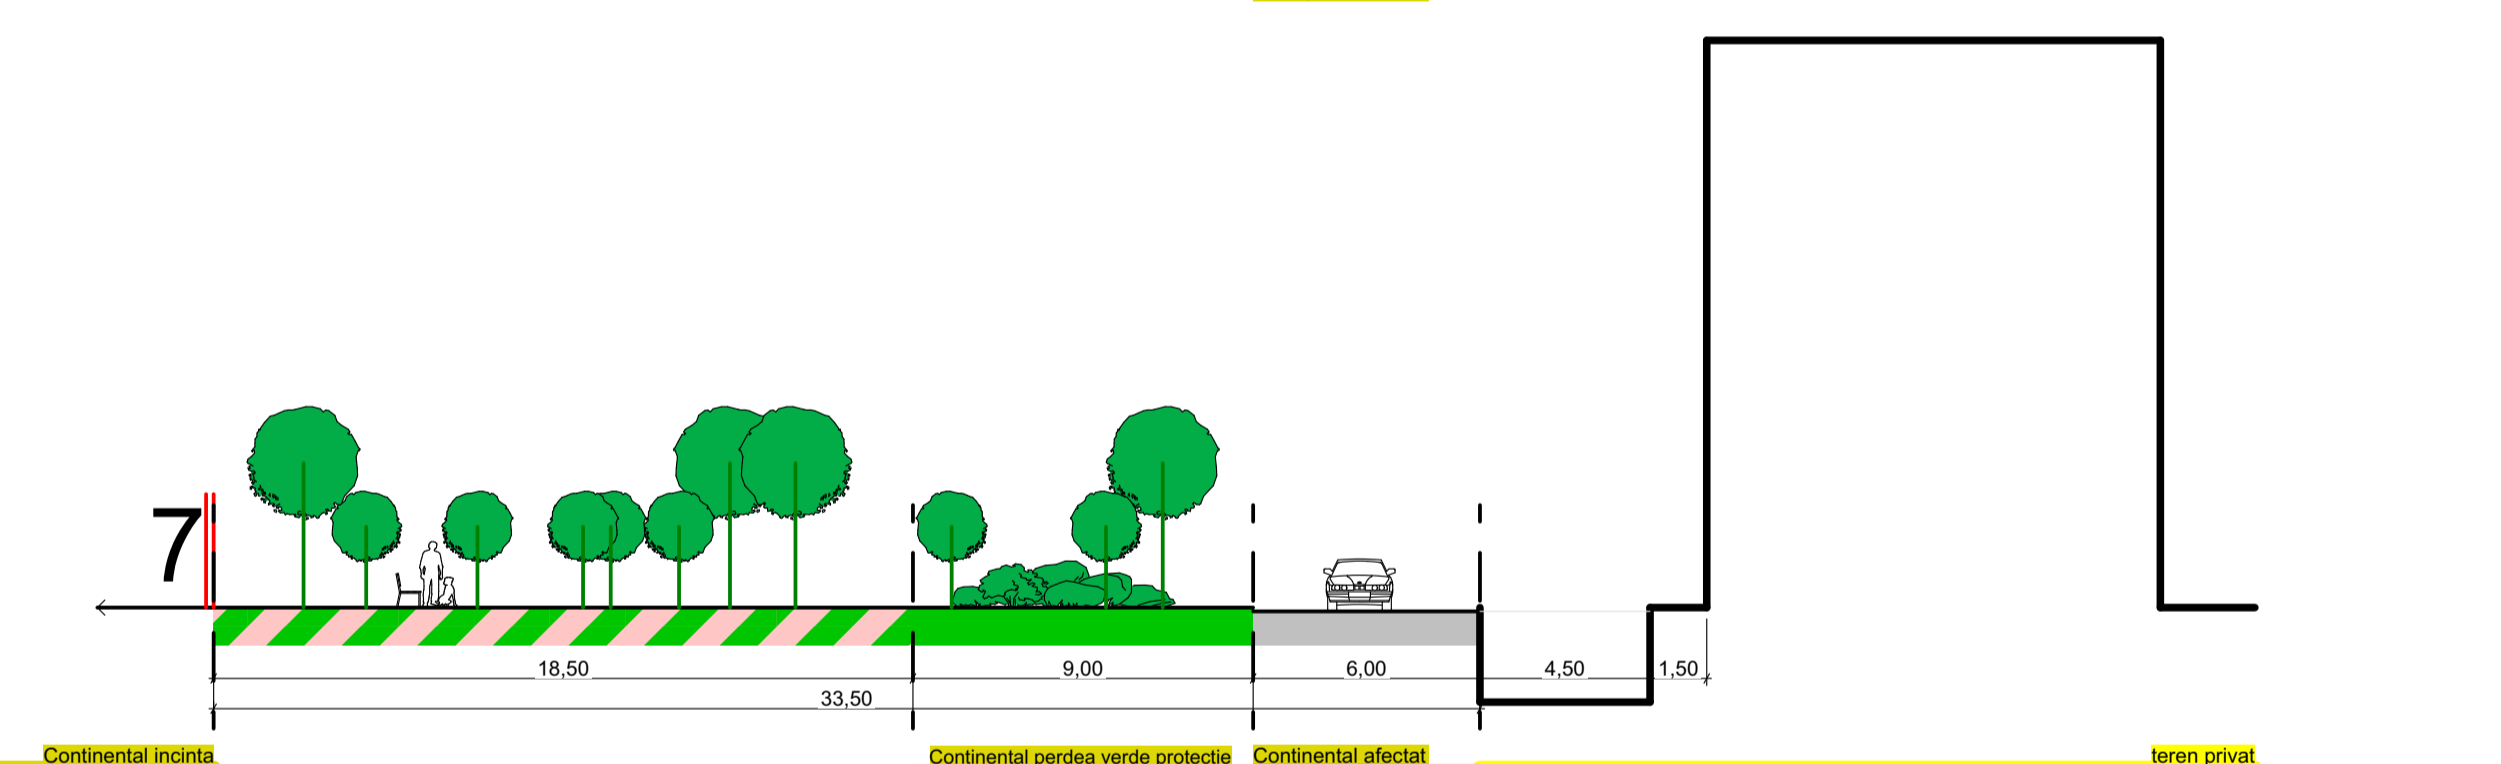 7
18,50
9,00
6,00
4,50
1,50
33,50
Continental incinta
Continental perdea verde protectie
Continental afectat
teren privat